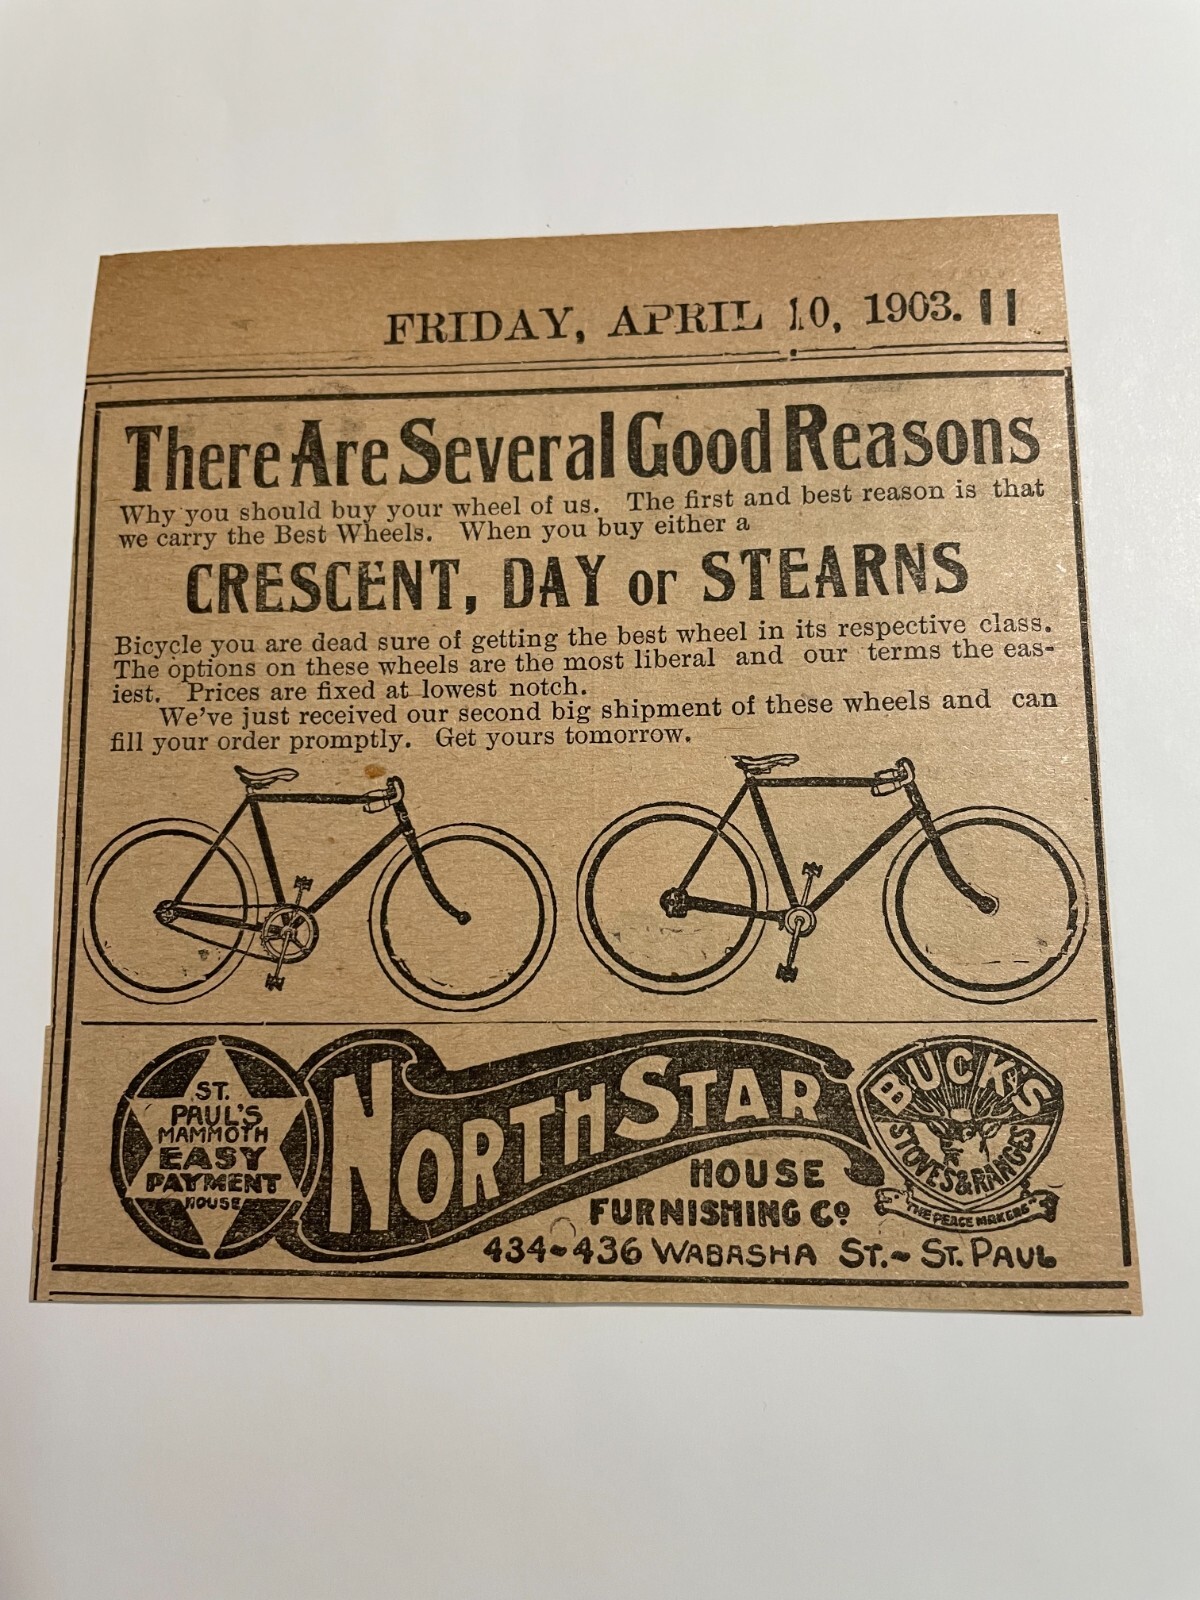 FRIDAY, APRIL 10, 1903. 11
There Are Several Good Reasons
Why you should buy your wheel of us. The first and best reason is that
we carry the Best Wheels. When you buy either a
CRESCENT, DAY or STEARNS
Bicycle you are dead sure of getting the best wheel in its respective class.
The options on these wheels are the most liberal and our terms the eas-
iest. Prices are fixed at lowest notch.
We've just received our second big shipment of these wheels and can
fill your order promptly. Get yours tomorrow.
ST.
PAUL'S
MAMMOTH
EASY
PAYMENT
HOUSE
NORTH STAR
HOUSE
FURNISHING Co
434-436 WABASHA ST.- ST. PAUL
BUCK'S
STOVES & RANGES
"THE PEACE MAKERS"